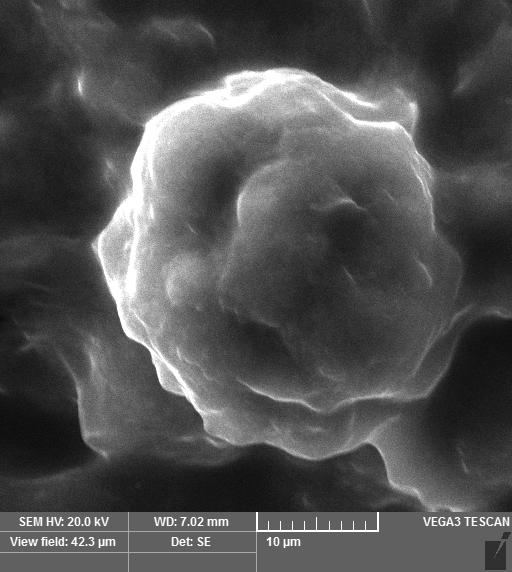 SEM HV: 20.0 kV WD: 7.02 mm VEGA3 TESCAN
View field: 42.3 µm Det: SE 10 µm